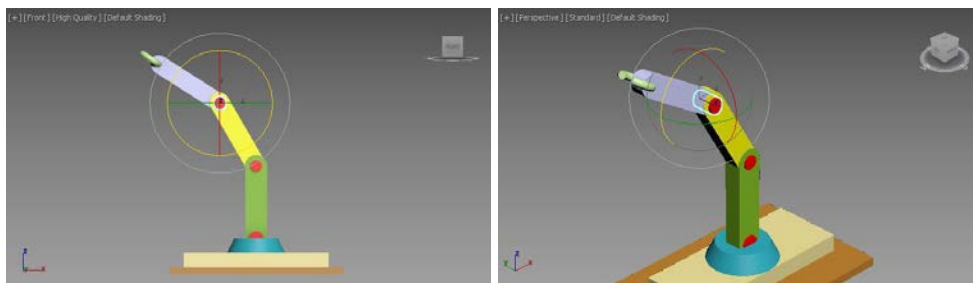 [+] [Front] [High Quality] [Default Shading]
[+] [Perspective] [Standard] [Default Shading]